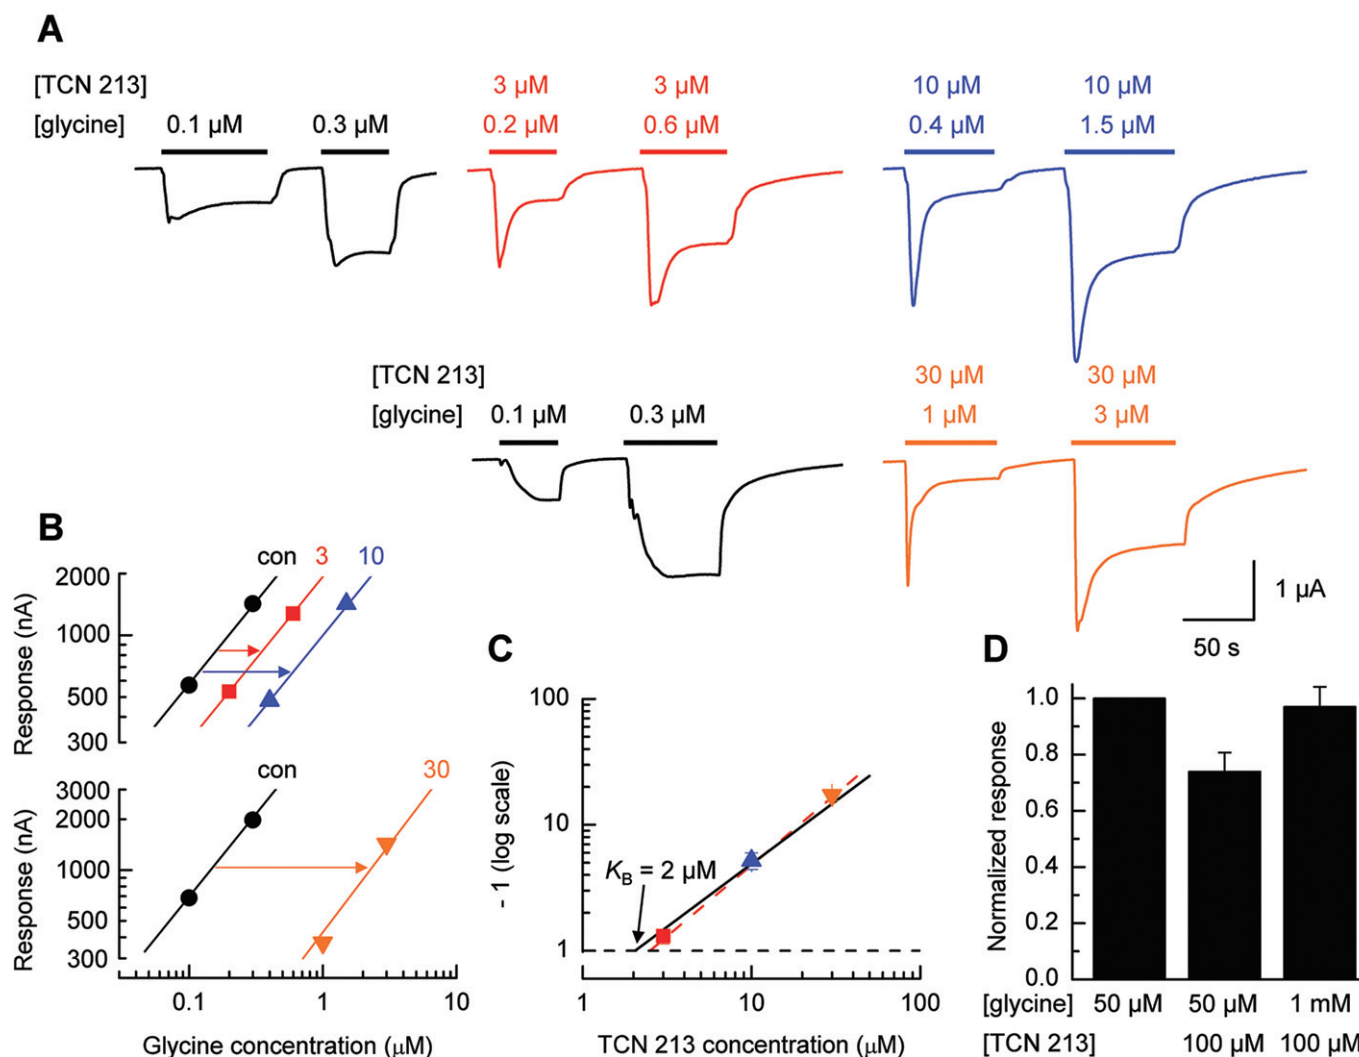 A
[TCN 213] 3 µM 3 µM 10 µM 10 µM
[glycine] 0.1 µM 0.3 µM 0.2 µM 0.6 µM 0.4 µM 1.5 µM
[TCN 213] 30 µM 30 µM
[glycine] 0.1 µM 0.3 µM 1 µM 3 µM
1 µA
50 s
B
con 3 10
2000
1000
500
300
Response (nA)
con 30
3000
2000
1000
500
300
Response (nA)
0.1 1 10
Glycine concentration (µM)
C
100
10
1
- 1 (log scale)
KB = 2 µM
1 10 100
TCN 213 concentration (µM)
D
1.0
0.8
0.6
0.4
0.2
0.0
Normalized response
[glycine] 50 µM 50 µM 1 mM
[TCN 213] 100 µM 100 µM